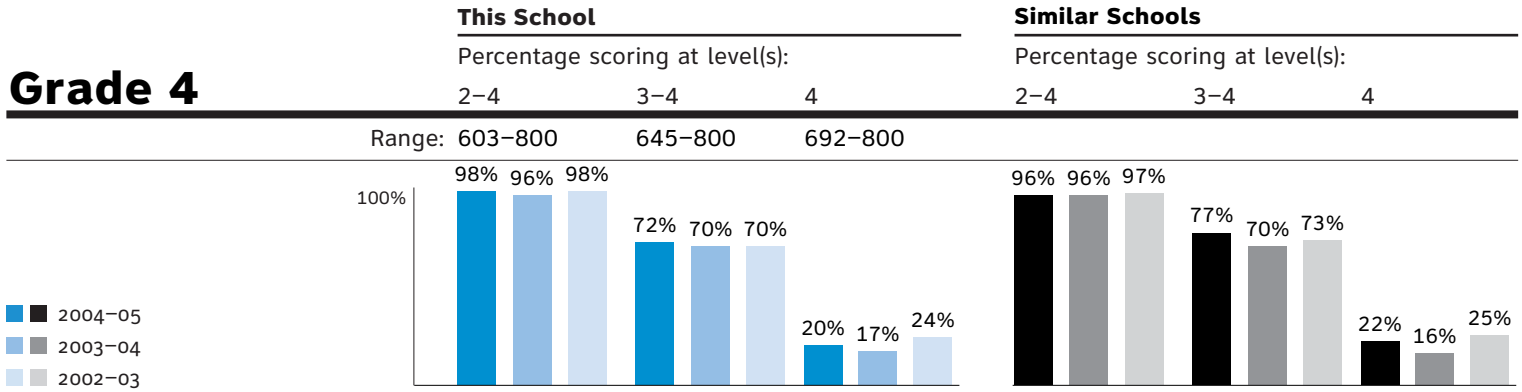 This School Similar Schools
Percentage scoring at level(s): Percentage scoring at level(s):
Grade 4
2–4 3–4 4 2–4 3–4 4
Range: 603–800 645–800 692–800
98% 96% 98% 96% 96% 97%
100%
72% 70% 70% 77% 70% 73%
20% 17% 24% 22% 16% 25%
2004–05
2003–04
2002–03